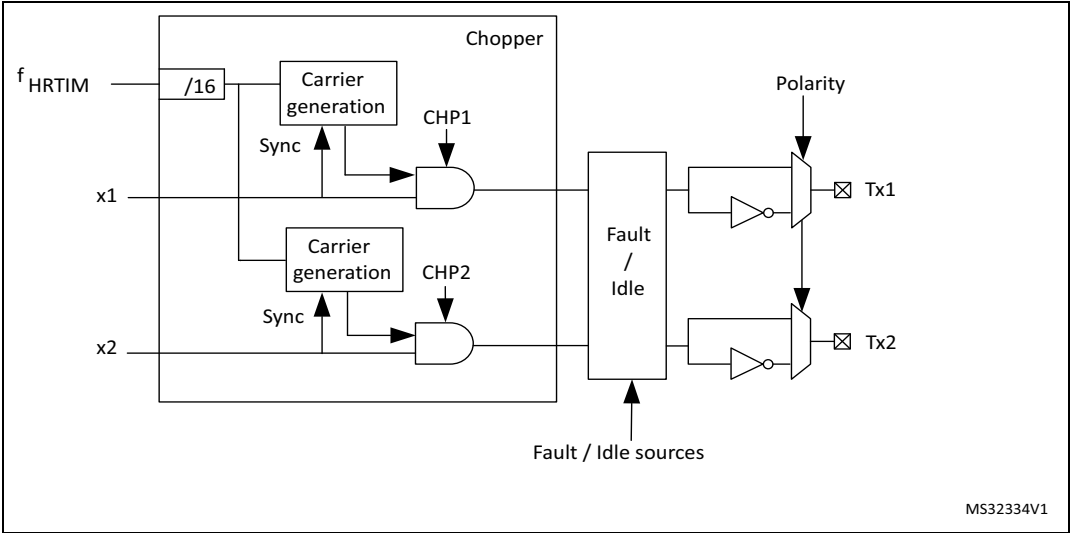 Chopper
f HRTIM
/16
Carrier
generation
Polarity
CHP1
Sync
x1
Tx1
Carrier
generation
Fault
/
Idle
CHP2
Sync
x2
Tx2
Fault / Idle sources
MS32334V1